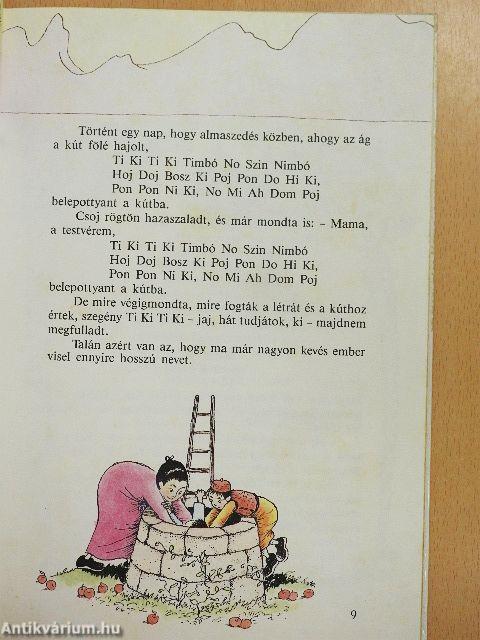 Történt egy nap, hogy almaszedés közben, ahogy az ág
a kút fölé hajolt,
Ti Ki Ti Ki Timbó No Szin Nimbó
Hoj Doj Bosz Ki Poj Pon Do Hi Ki,
Pon Pon Ni Ki, No Mi Ah Dom Poj
belepottyant a kútba.
Csoj rögtön hazaszaladt, és már mondta is: – Mama,
a testvérem,
Ti Ki Ti Ki Timbó No Szin Nimbó
Hoj Doj Bosz Ki Poj Pon Do Hi Ki,
Pon Pon Ni Ki, No Mi Ah Dom Poj
belepottyant a kútba.
De mire végigmondta, mire fogták a létrát és a kúthoz
értek, szegény Ti Ki Ti Ki – jaj, hát tudjátok, ki – majdnem
megfulladt.
Talán azért van az, hogy ma már nagyon kevés ember
visel ennyire hosszú nevet.
9
Antikvárium.hu